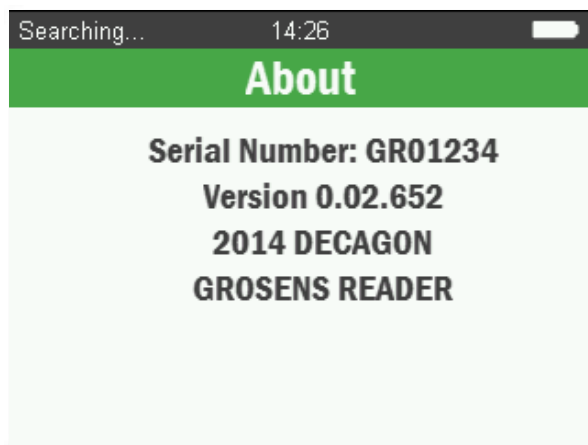 Searching... 14:26
About
Serial Number: GR01234
Version 0.02.652
2014 DECAGON
GROSENS READER